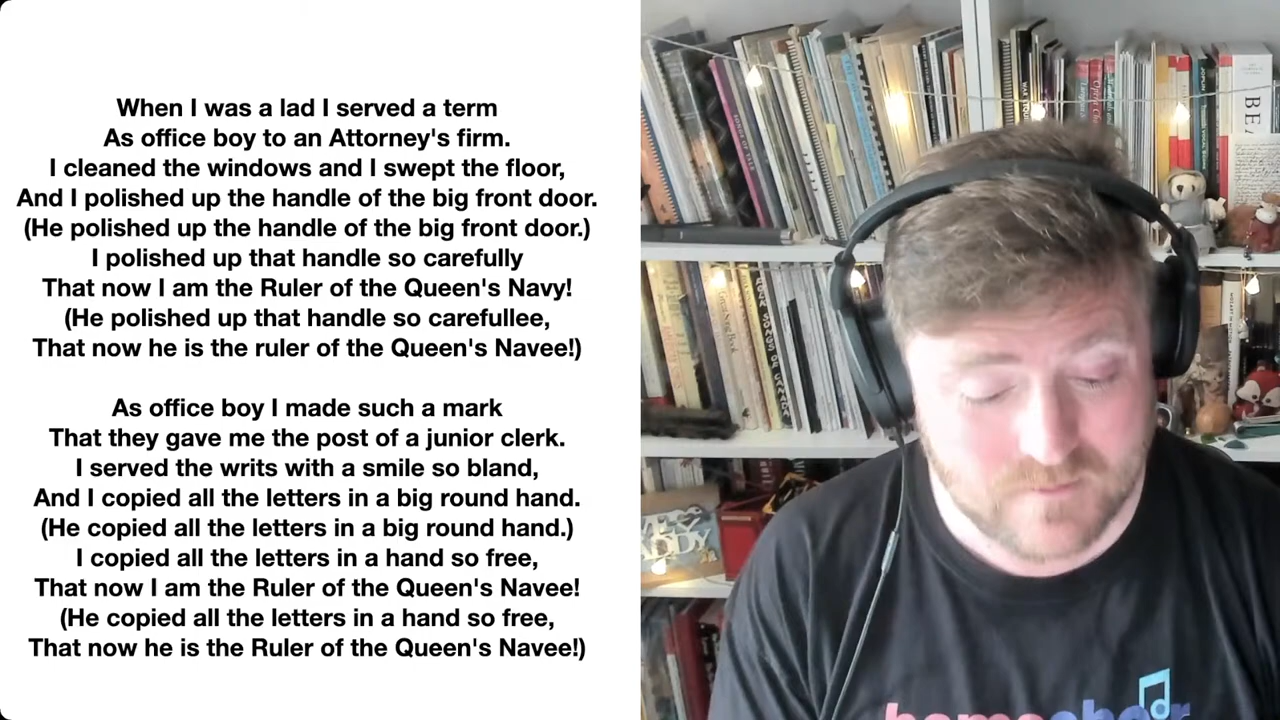 When I was a lad I served a term
As office boy to an Attorney's firm.
I cleaned the windows and I swept the floor,
And I polished up the handle of the big front door.
(He polished up the handle of the big front door.)
I polished up that handle so carefully
That now I am the Ruler of the Queen's Navy!
(He polished up that handle so carefullee,
That now he is the ruler of the Queen's Navee!)
As office boy I made such a mark
That they gave me the post of a junior clerk.
I served the writs with a smile so bland,
And I copied all the letters in a big round hand.
(He copied all the letters in a big round hand.)
I copied all the letters in a hand so free,
That now I am the Ruler of the Queen's Navee!
(He copied all the letters in a hand so free,
That now he is the Ruler of the Queen's Navee!)
homechoir